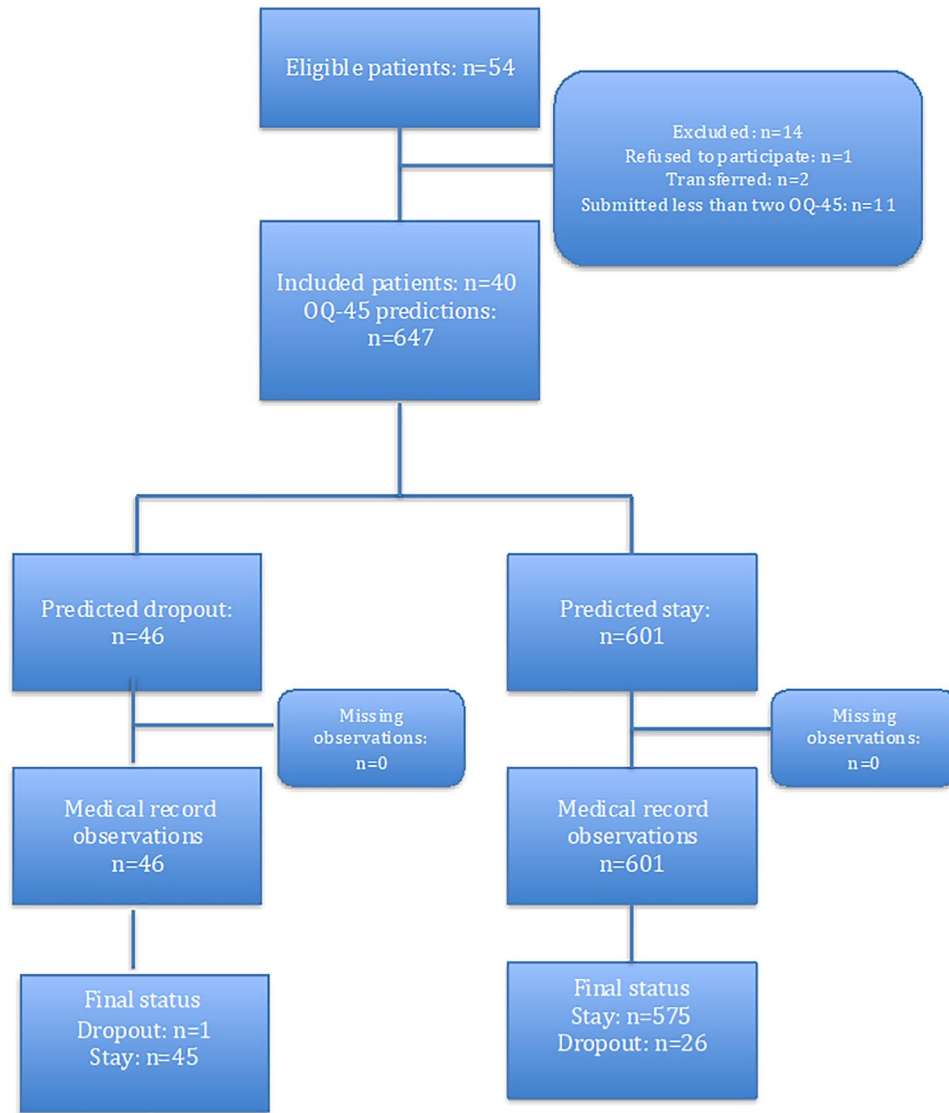 Eligible patients: n=54
Excluded: n=14
Refused to participate: n=1
Transferred: n=2
Submitted less than two OQ-45: n=11
Included patients: n=40
OQ-45 predictions:
n=647
Predicted dropout:
n=46
Predicted stay:
n=601
Missing
observations:
n=0
Missing
observations:
n=0
Medical record
observations
n=46
Medical record
observations
n=601
Final status
Dropout: n=1
Stay: n=45
Final status
Stay: n=575
Dropout: n=26